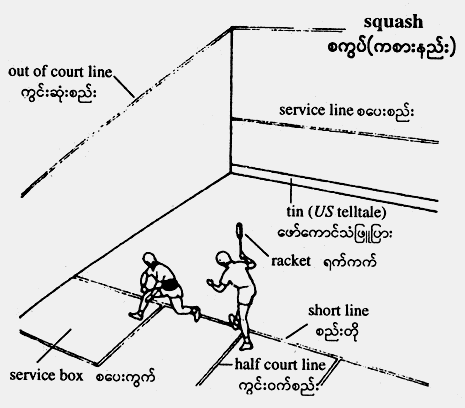 squash
စကွပ်(ကစားနည်း)
out of court line
ကွင်းဆုံးစည်း
service line စပေးစည်း
tin (US telltale)
ဖော်ကောင်သံဖြူပြား
racket ရက်ကက်
short line
စည်းတို
half court line
ကွင်းဝက်စည်း
service box စပေးကွက်